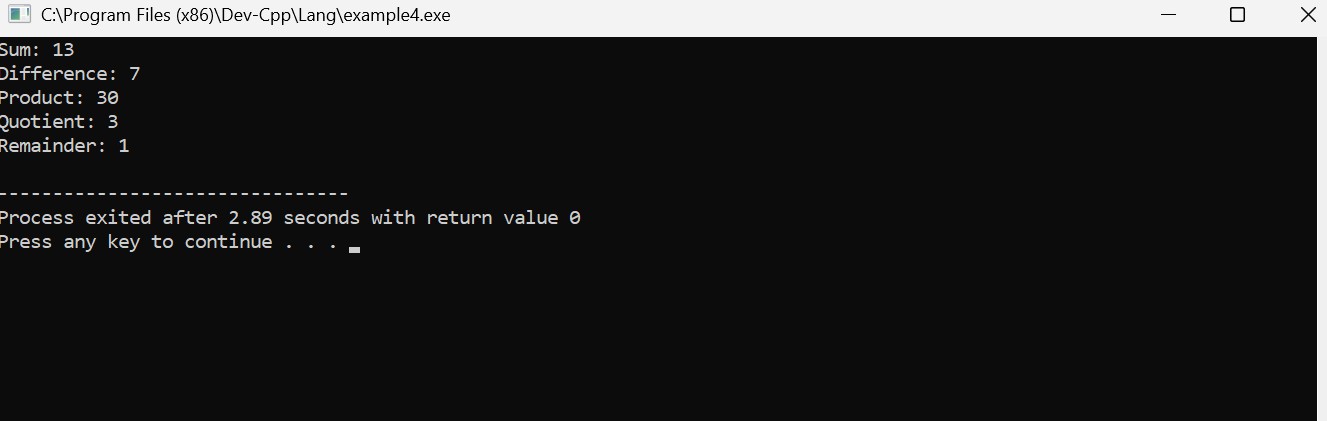 C:\Program Files (x86)\Dev-Cpp\Lang\example4.exe
Sum: 13
Difference: 7
Product: 30
Quotient: 3
Remainder: 1
--------------------------------
Process exited after 2.89 seconds with return value 0
Press any key to continue . . .